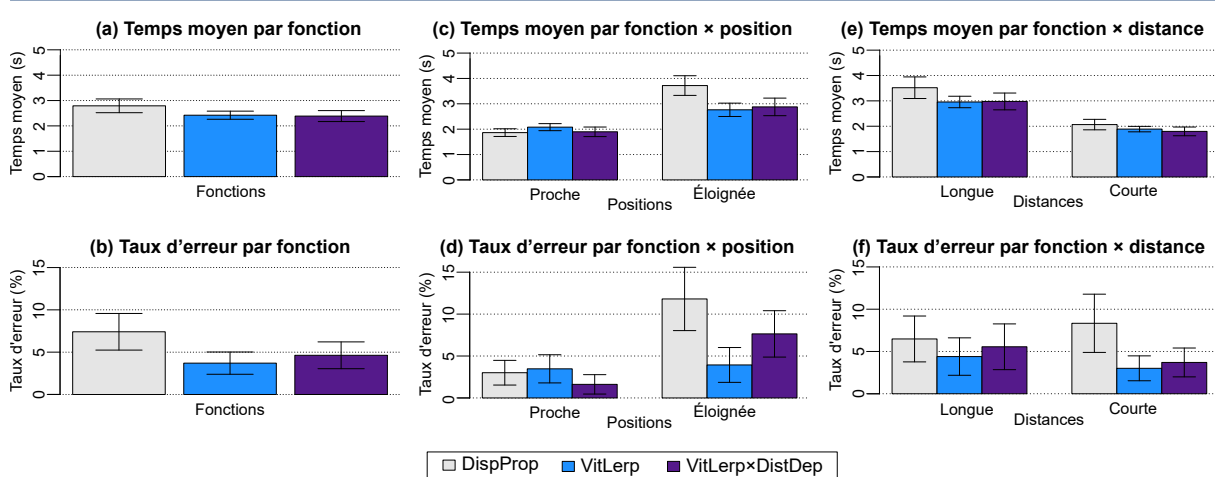 (a) Temps moyen par fonction
Temps moyen (s)
0 1 2 3 4 5
Fonctions
(c) Temps moyen par fonction × position
Temps moyen (s)
0 1 2 3 4 5
Proche
Éloignée
Positions
(e) Temps moyen par fonction × distance
Temps moyen (s)
0 1 2 3 4 5
Longue
Courte
Distances
(b) Taux d'erreur par fonction
Taux d'erreur (%)
0 5 10 15
Fonctions
(d) Taux d'erreur par fonction × position
Taux d'erreur (%)
0 5 10 15
Proche
Éloignée
Positions
(f) Taux d'erreur par fonction × distance
Taux d'erreur (%)
0 5 10 15
Longue
Courte
Distances
DispProp VitLerp VitLerp×DistDep